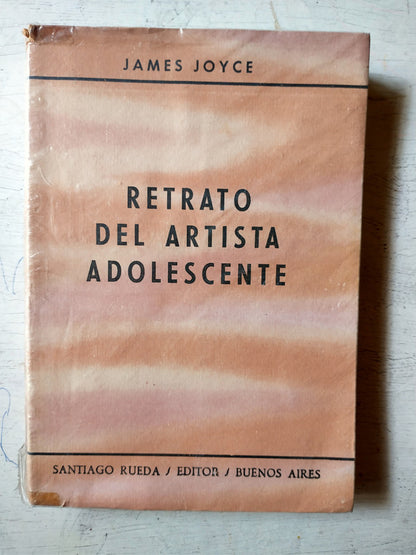 JAMES JOYCE
RETRATO
DEL ARTISTA
ADOLESCENTE
SANTIAGO RUEDA / EDITOR / BUENOS AIRES